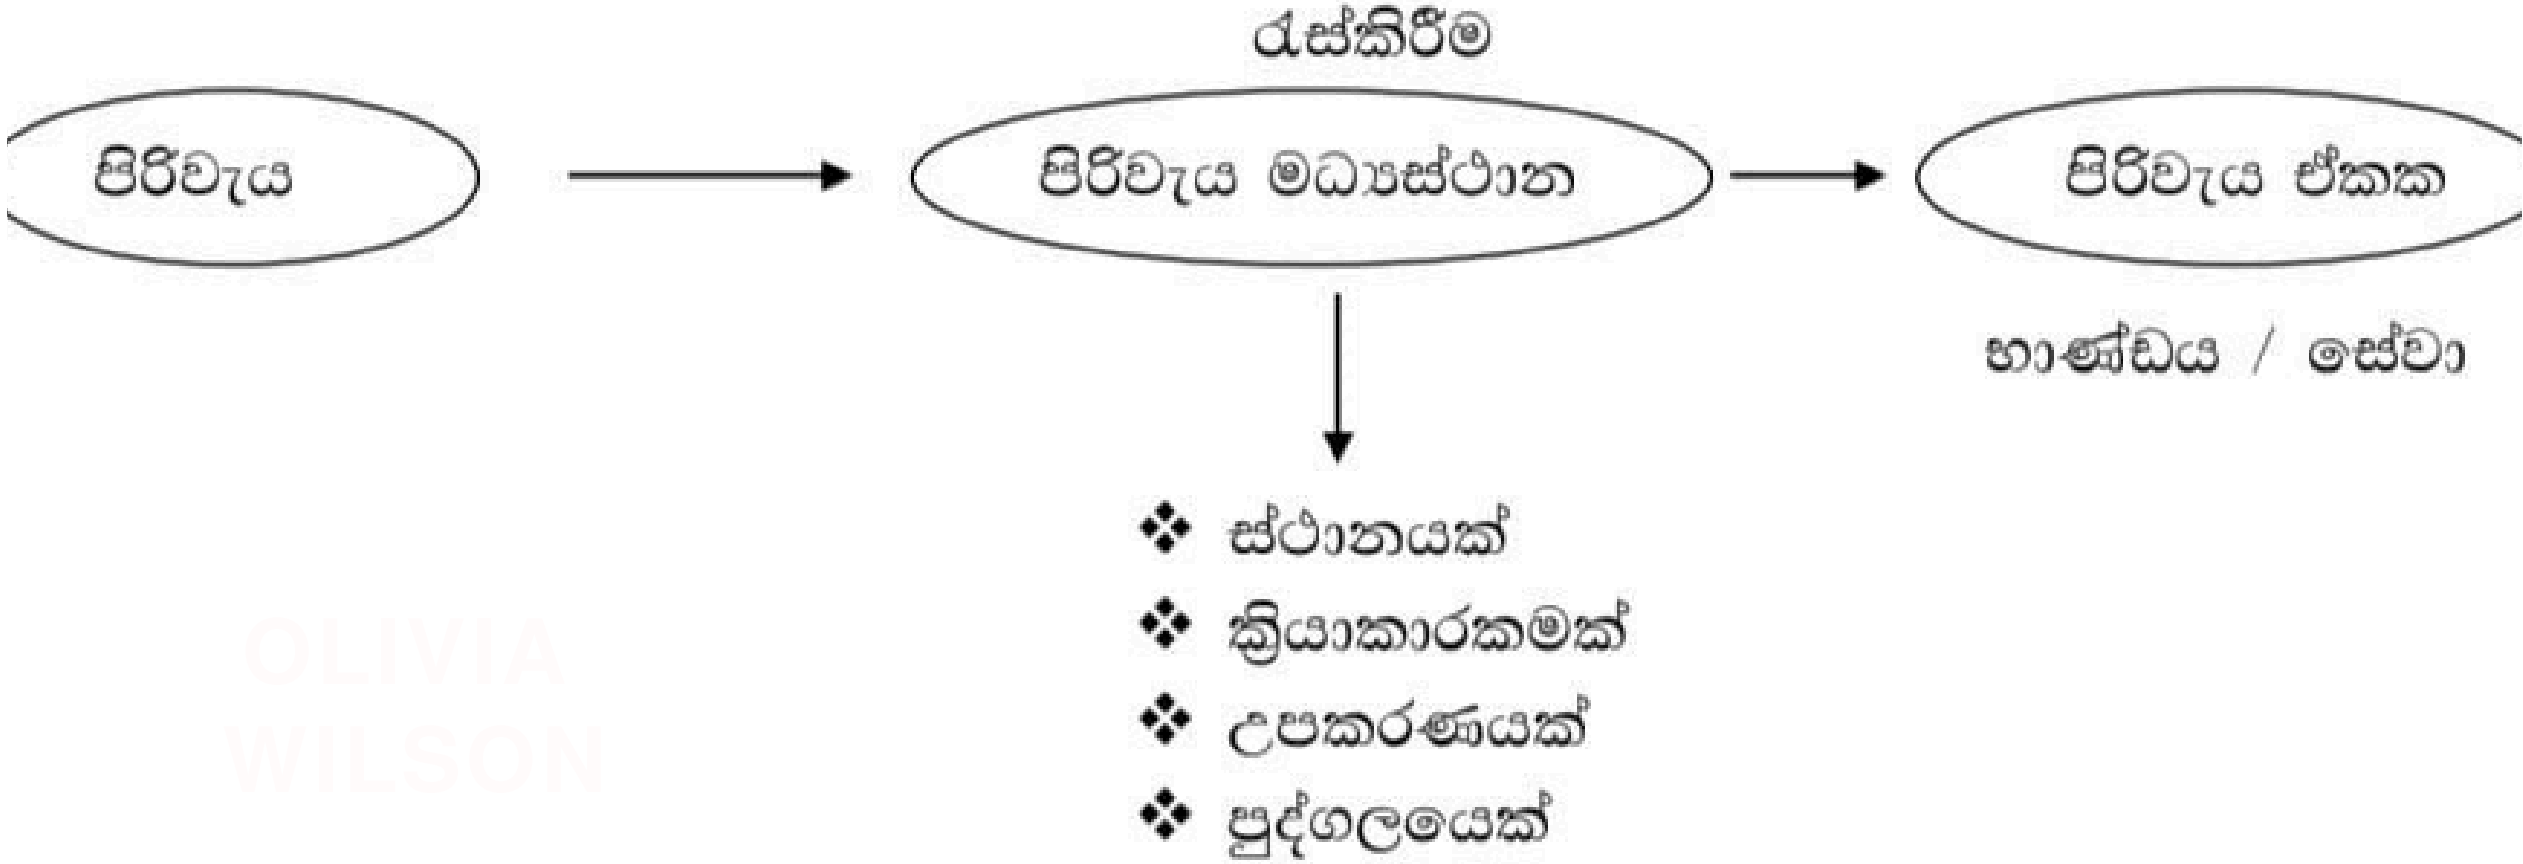 රැස්කිරීම
පිරිවැය
පිරිවැය මධ්‍යස්ථාන
පිරිවැය ඒකක
භාණ්ඩය / සේවා
❖ ස්ථානයක්
❖ ක්‍රියාකාරකමක්
❖ උපකරණයක්
❖ පුද්ගලයෙක්
OLIVIA
WILSON